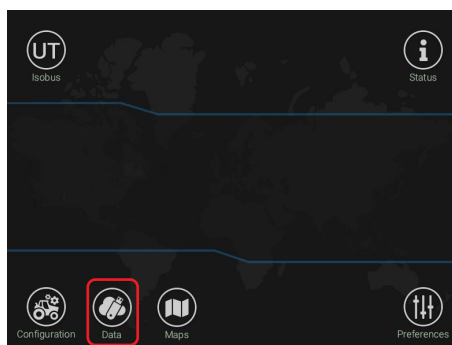 UT
Isobus
i
Status
Configuration
Data
Maps
Preferences